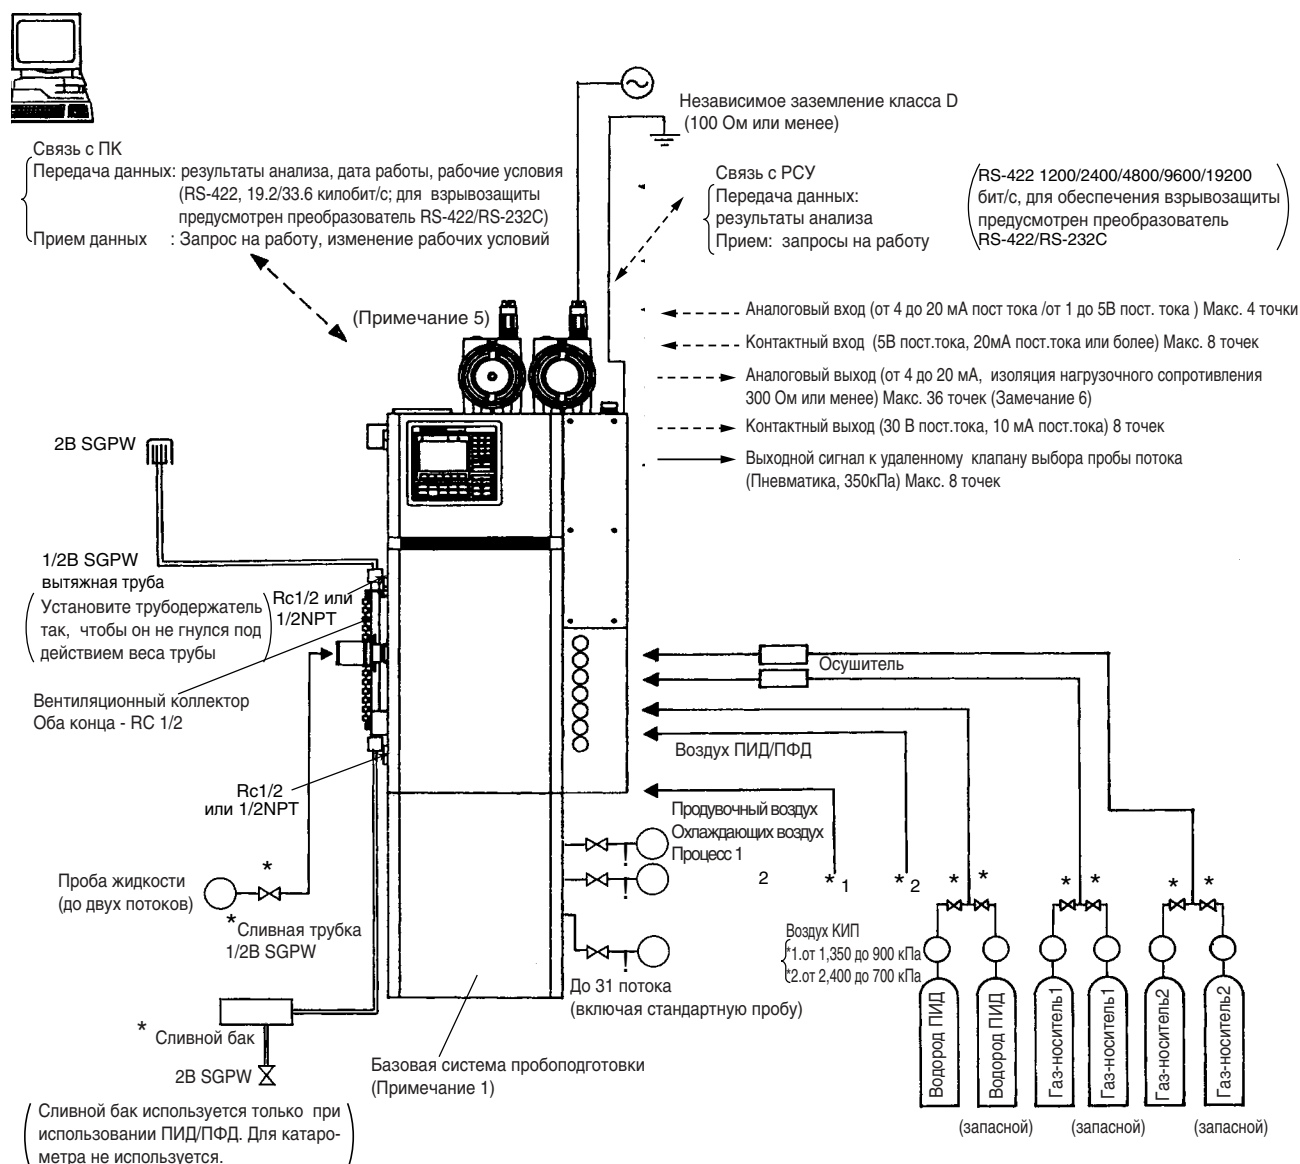 Независимое заземление класса D
(100 Ом или менее)
Связь с ПК
Передача данных: результаты анализа, дата работы, рабочие условия
(RS-422, 19.2/33.6 килобит/с; для взрывозащиты
предусмотрен преобразователь RS-422/RS-232C)
Прием данных : Запрос на работу, изменение рабочих условий
Связь с РСУ
Передача данных:
результаты анализа
Прием: запросы на работу
RS-422 1200/2400/4800/9600/19200
бит/с, для обеспечения взрывозащиты
предусмотрен преобразователь
RS-422/RS-232C
(Примечание 5)
Аналоговый вход (от 4 до 20 мА пост тока /от 1 до 5В пост. тока ) Макс. 4 точки
Контактный вход (5В пост.тока, 20мА пост.тока или более) Макс. 8 точек
Аналоговый выход (от 4 до 20 мА, изоляция нагрузочного сопротивления
300 Ом или менее) Макс. 36 точек (Замечание 6)
Контактный выход (30 В пост.тока, 10 мА пост.тока) 8 точек
Выходной сигнал к удаленному клапану выбора пробы потока
(Пневматика, 350кПа) Макс. 8 точек
2В SGPW
1/2В SGPW
вытяжная труба
(Установите трубодержатель
так, чтобы он не гнулся под
действием веса трубы)
Rc1/2 или
1/2NPT
Вентиляционный коллектор
Оба конца - RC 1/2
Rc1/2
или 1/2NPT
Осушитель
Воздух ПИД/ПФД
Продувочный воздух
Охлаждающих воздух
Процесс 1
2
*1
*2
*
Проба жидкости
(до двух потоков)
*Сливная трубка
1/2В SGPW
Воздух КИП
*1.от 1,350 до 900 кПа
*2.от 2,400 до 700 кПа
До 31 потока
(включая стандартную пробу)
* Сливной бак
2В SGPW
(Сливной бак используется только при
использовании ПИД/ПФД. Для катаро-
метра не используется.
Базовая система пробоподготовки
(Примечание 1)
* * * * * *
Водород ПИД
Водород ПИД
Газ-носитель1
Газ-носитель1
Газ-носитель2
Газ-носитель2
(запасной)
(запасной)
(запасной)